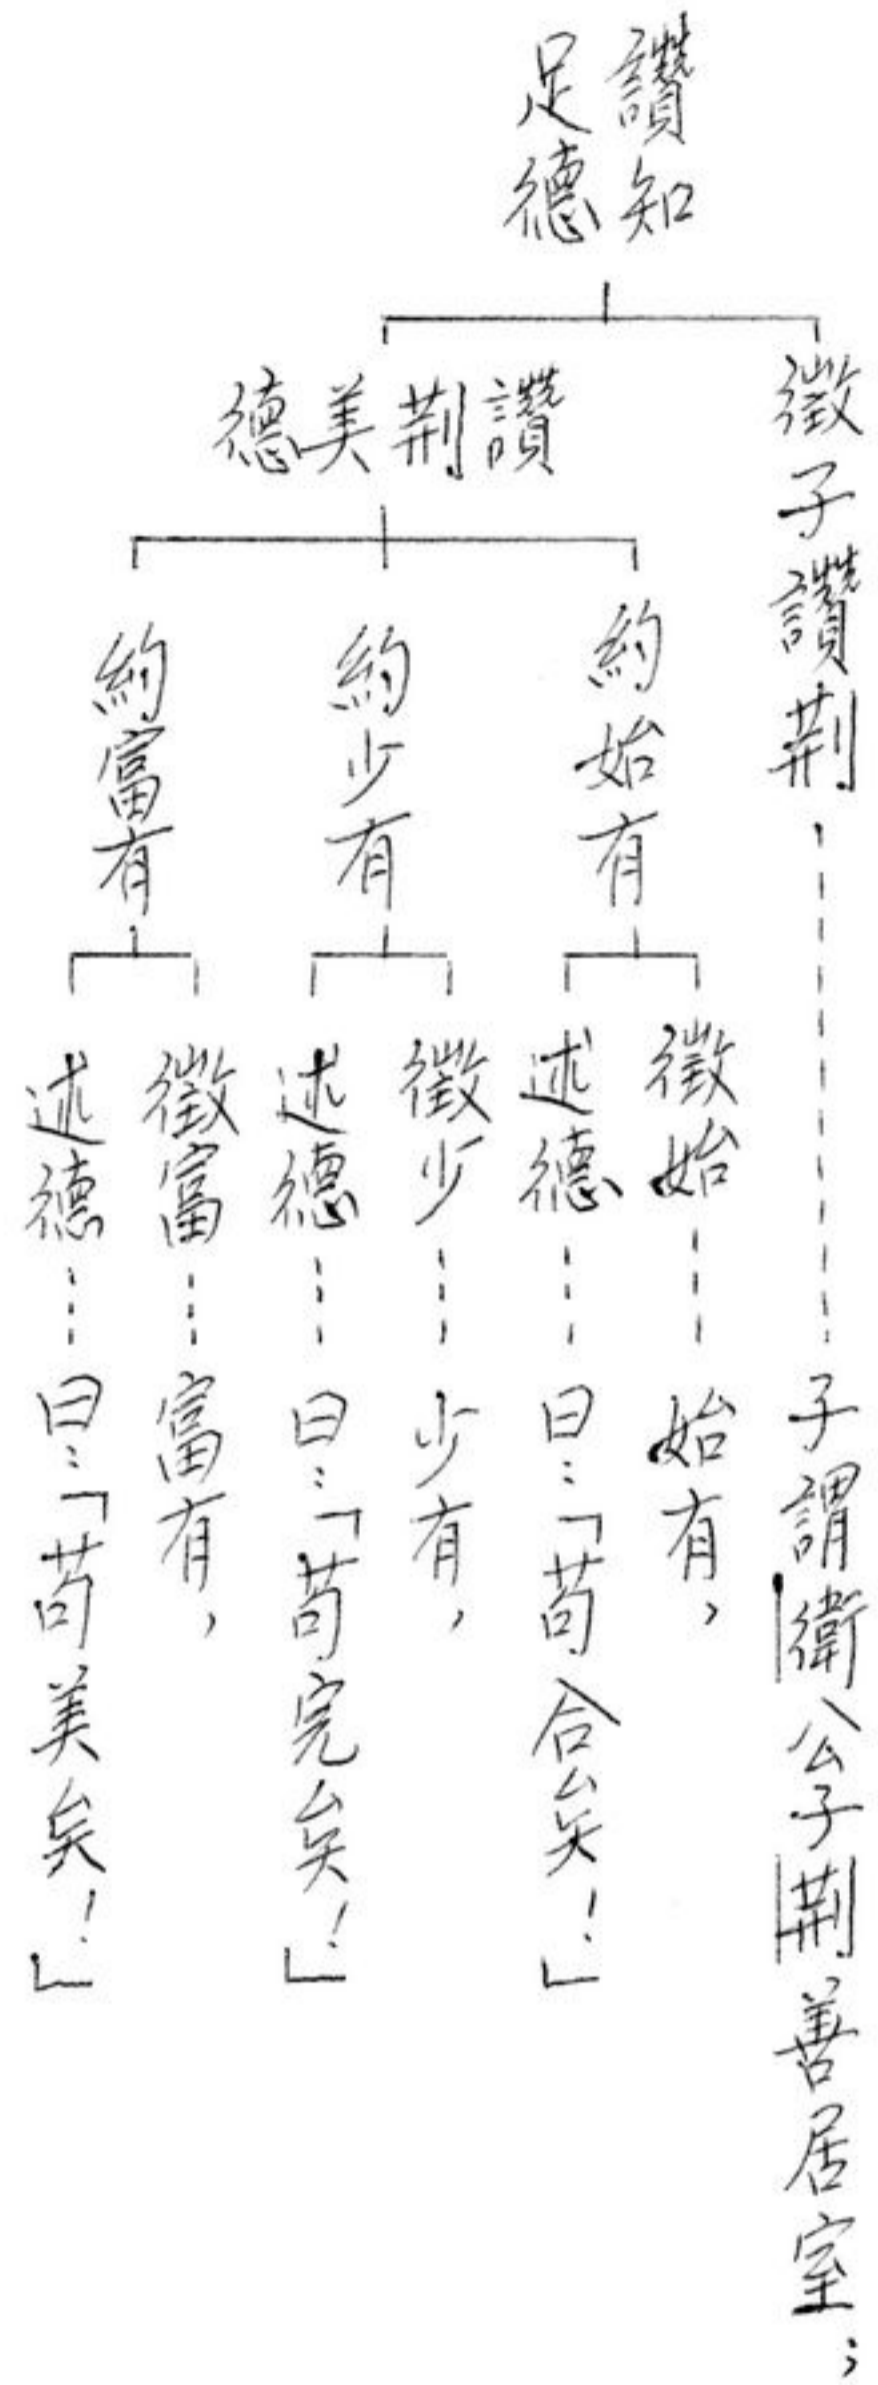 讚知
足德
徵子讚荆
子謂衛公子荆善居室；
讚荆美德
約始有
徵始
始有，
述德
曰：「苟合矣！」
約少有
徵少
少有，
述德
曰：「苟完矣！」
約富有
徵富
富有，
述德
曰：「苟美矣！」